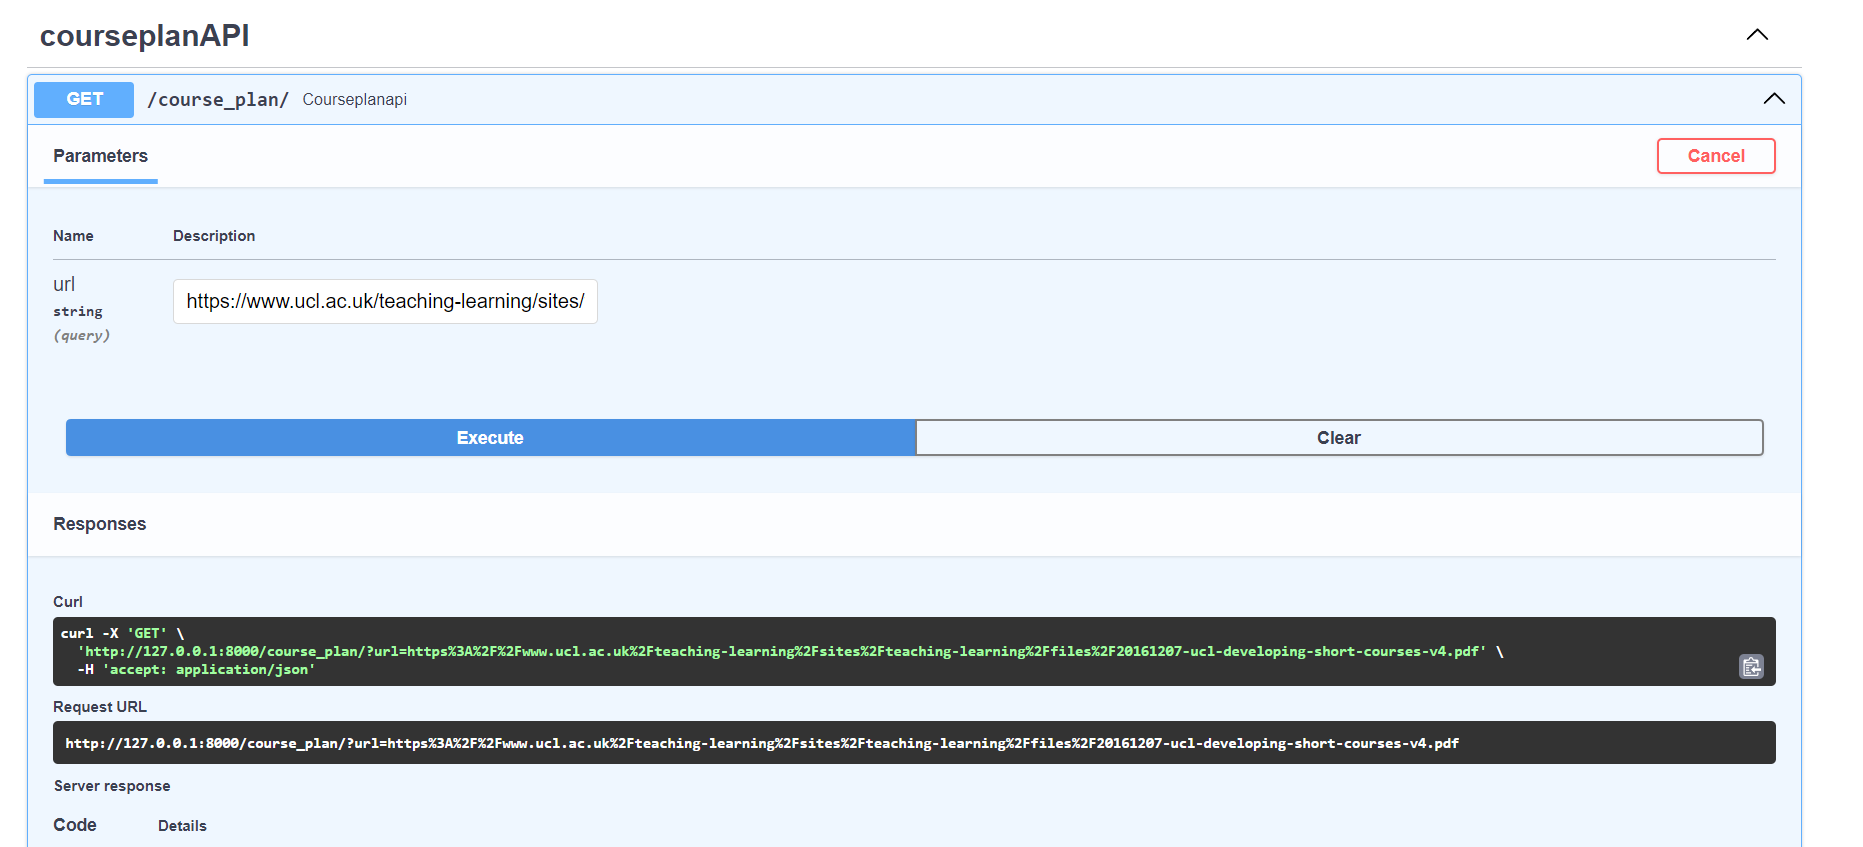 courseplanAPI
GET /course_plan/ Courseplanapi
Parameters
Cancel
Name Description
url
string
(query)
https://www.ucl.ac.uk/teaching-learning/sites/
Execute Clear
Responses
Curl
curl -X 'GET' \
'http://127.0.0.1:8000/course_plan/?url=https%3A%2F%2Fwww.ucl.ac.uk%2Fteaching-learning%2Fsites%2Fteaching-learning%2Ffiles%2F20161207-ucl-developing-short-courses-v4.pdf' \
-H 'accept: application/json'
Request URL
http://127.0.0.1:8000/course_plan/?url=https%3A%2F%2Fwww.ucl.ac.uk%2Fteaching-learning%2Fsites%2Fteaching-learning%2Ffiles%2F20161207-ucl-developing-short-courses-v4.pdf
Server response
Code Details